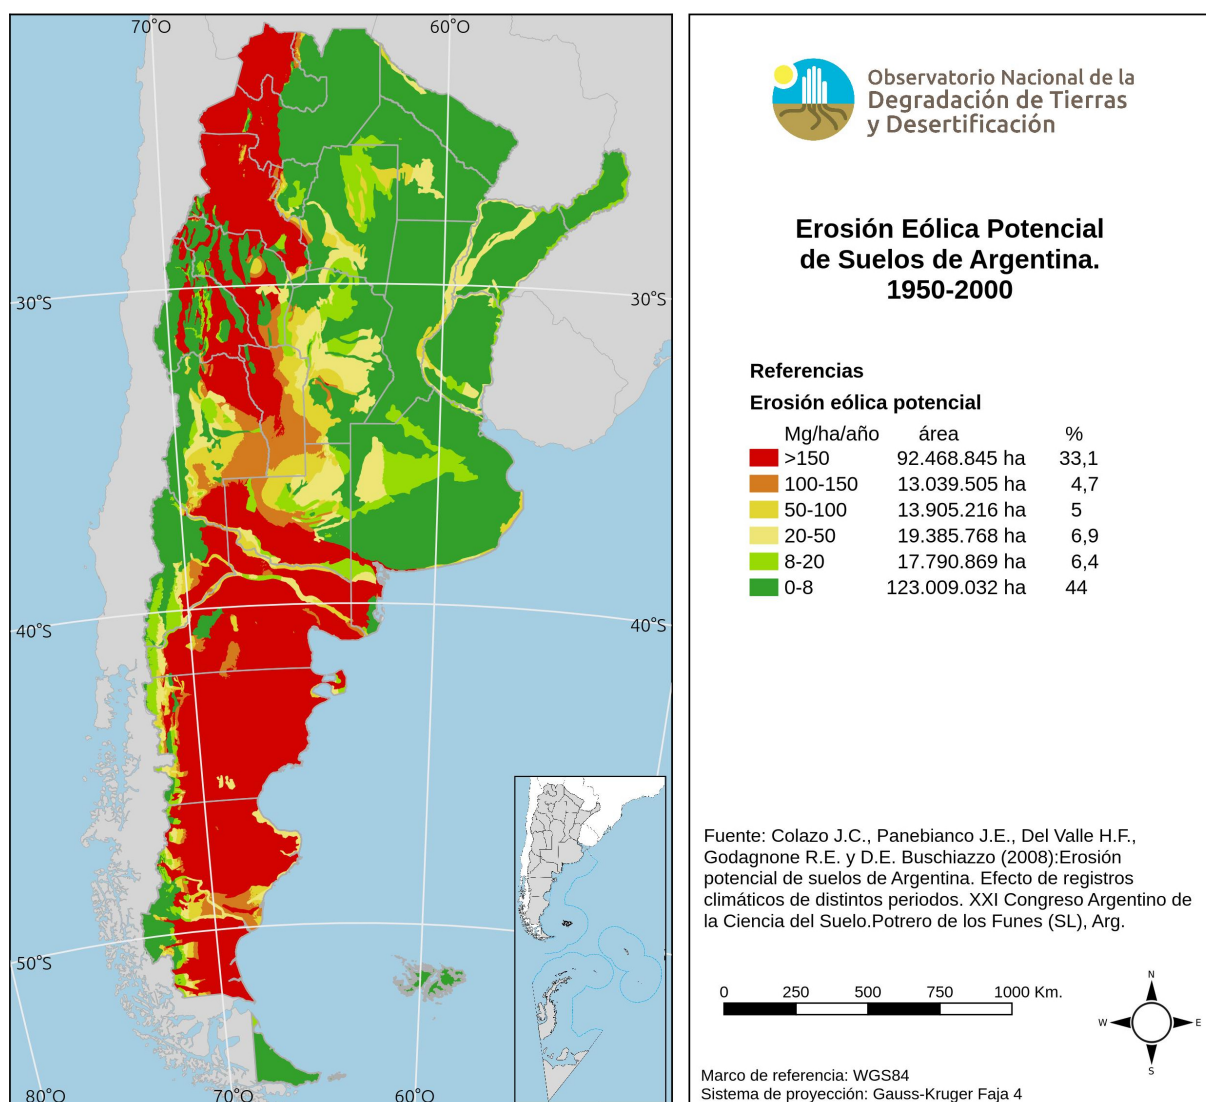 70°O
60°O
30°S
30°S
40°S
40°S
50°S
80°O
70°O
60°O
Observatorio Nacional de la
Degradación de Tierras
y Desertificación
Erosión Eólica Potencial
de Suelos de Argentina.
1950-2000
Referencias
Erosión eólica potencial
Mg/ha/año área %
>150 92.468.845 ha 33,1
100-150 13.039.505 ha 4,7
50-100 13.905.216 ha 5
20-50 19.385.768 ha 6,9
8-20 17.790.869 ha 6,4
0-8 123.009.032 ha 44
Fuente: Colazo J.C., Panebianco J.E., Del Valle H.F.,
Godagnone R.E. y D.E. Buschiazzo (2008):Erosión
potencial de suelos de Argentina. Efecto de registros
climáticos de distintos periodos. XXI Congreso Argentino de
la Ciencia del Suelo.Potrero de los Funes (SL), Arg.
0 250 500 750 1000 Km.
N
W E
S
Marco de referencia: WGS84
Sistema de proyección: Gauss-Kruger Faja 4